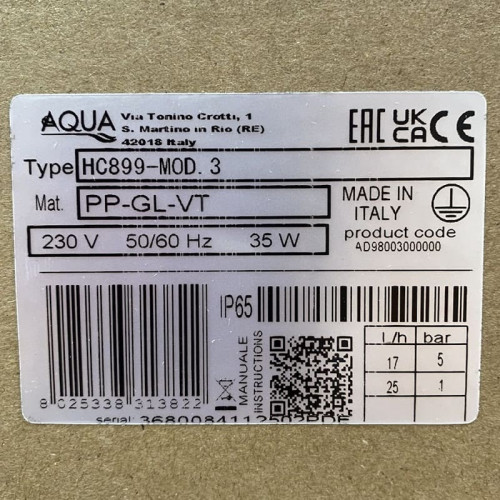 AQUA
Via Tonino Crotti, 1
S. Martino in Rio (RE)
42018 Italy
EAC UK CA CE
Type HC899-MOD.3
Mat. PP-GL-VT
MADE IN ITALY
230 V 50/60 Hz 35 W
product code
AD98003000000
IP65
MANUALE
INSTRUCTIONS
L/h bar
17 5
25 1
8 025338 313822
serial: 3680084112502PDE